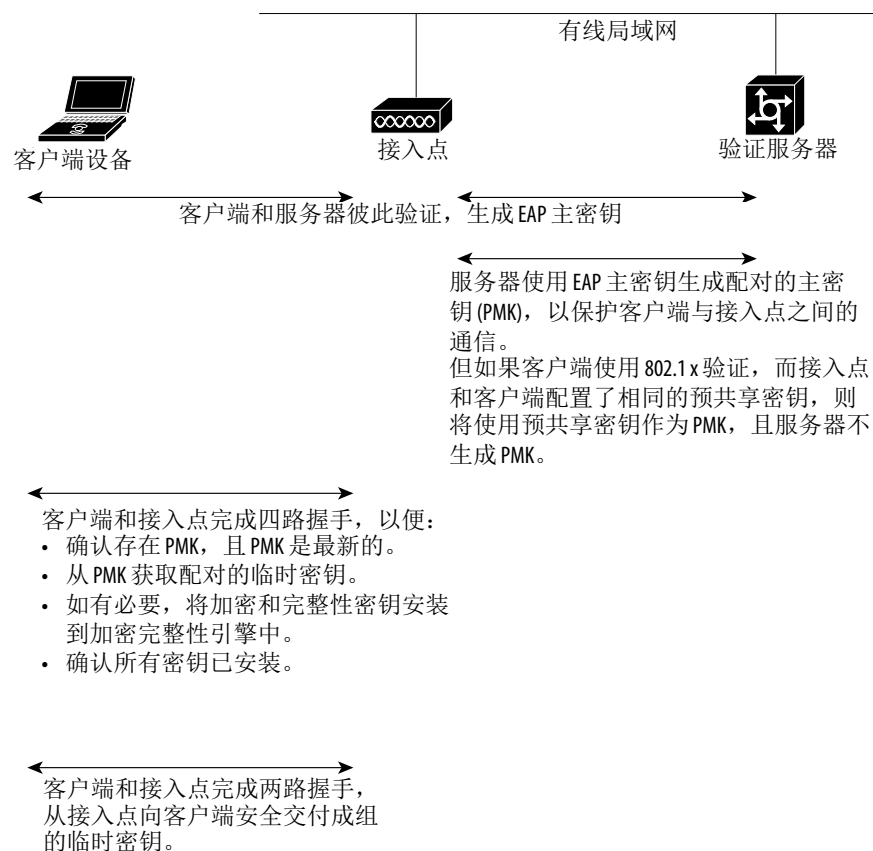 有线局域网
客户端设备
接入点
验证服务器
客户端和服务器彼此验证，生成 EAP 主密钥
服务器使用 EAP 主密钥生成配对的主密
钥 (PMK)，以保护客户端与接入点之间的
通信。
但如果客户端使用 802.1x 验证，而接入点
和客户端配置了相同的预共享密钥，则
将使用预共享密钥作为 PMK，且服务器不
生成 PMK。
客户端和接入点完成四路握手，以便：
• 确认存在 PMK，且 PMK 是最新的。
• 从 PMK 获取配对的临时密钥。
• 如有必要，将加密和完整性密钥安装
到加密完整性引擎中。
• 确认所有密钥已安装。
客户端和接入点完成两路握手，
从接入点向客户端安全交付成组
的临时密钥。